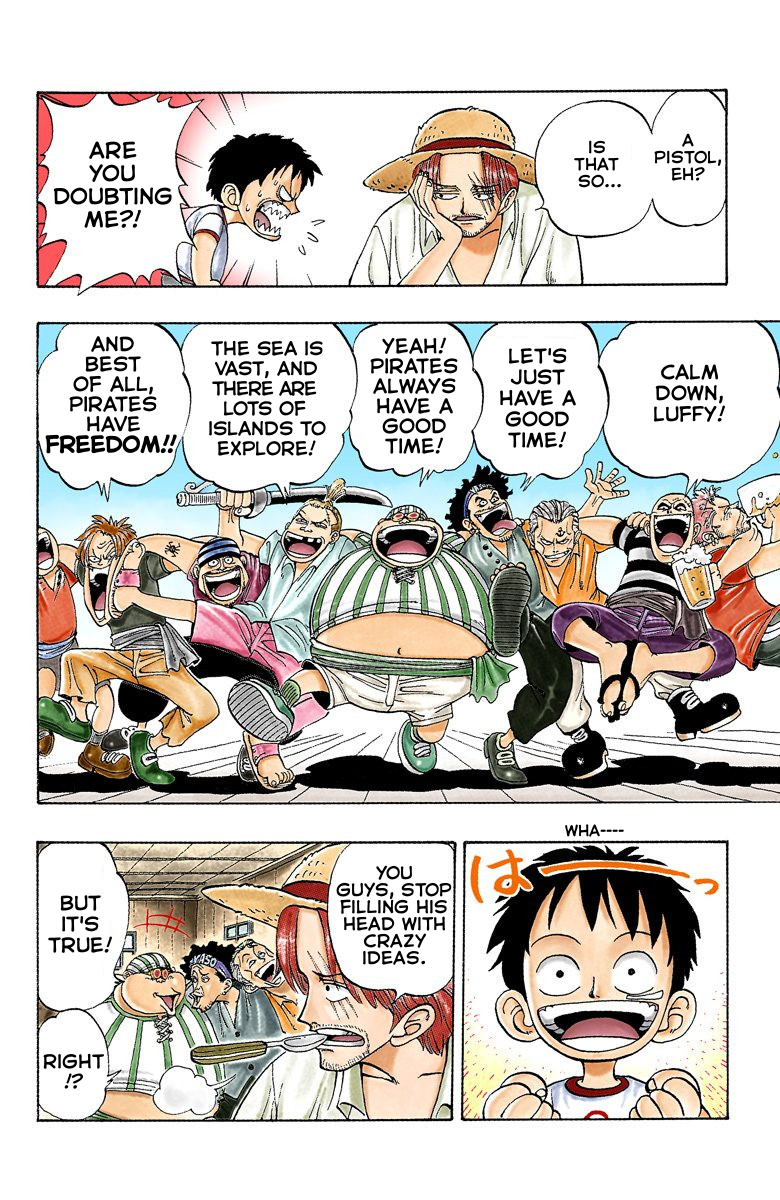 A
PISTOL,
EH?
IS
THAT
SO...
ARE
YOU
DOUBTING
ME?!
CALM
DOWN,
LUFFY!
LET'S
JUST
HAVE A
GOOD
TIME!
YEAH!
PIRATES
ALWAYS
HAVE A
GOOD
TIME!
THE SEA IS
VAST, AND
THERE ARE
LOTS OF
ISLANDS TO
EXPLORE!
AND
BEST
OF ALL,
PIRATES
HAVE
FREEDOM!!
WHA----
はーっ
YOU
GUYS, STOP
FILLING HIS
HEAD WITH
CRAZY
IDEAS.
YASO
BUT
IT'S
TRUE!
RIGHT
!?